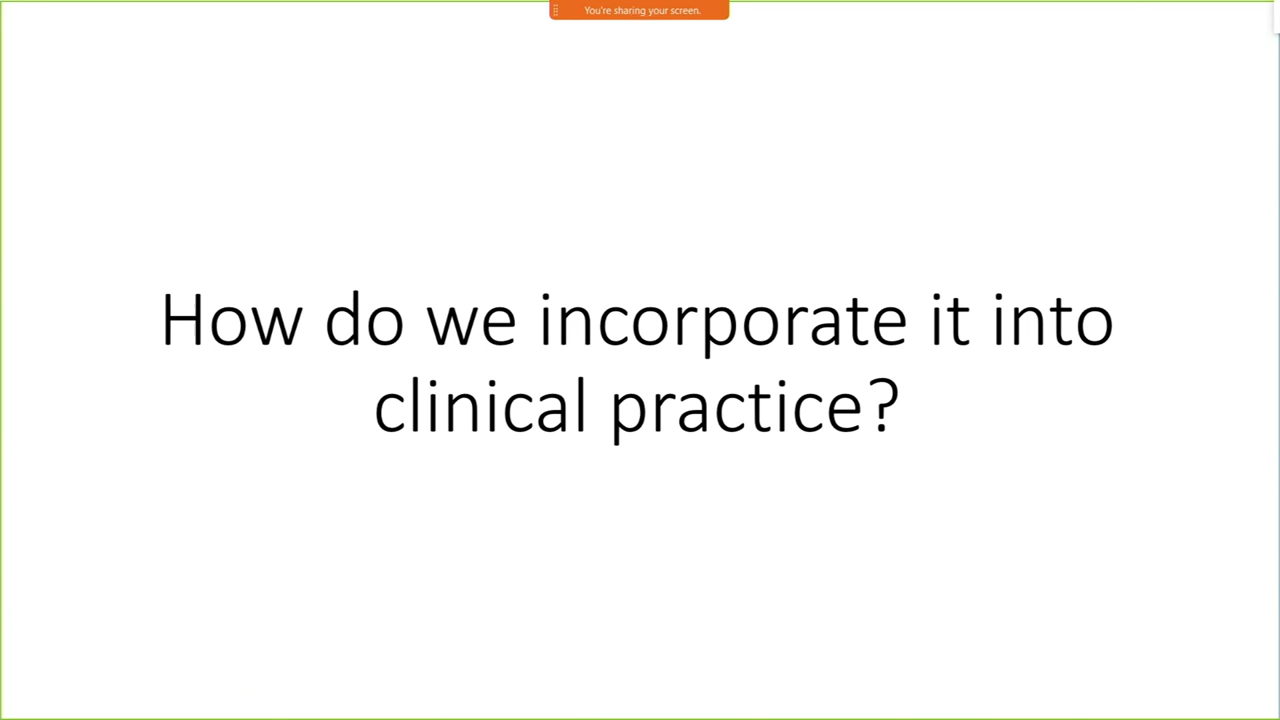 You're sharing your screen.
How do we incorporate it into
clinical practice?